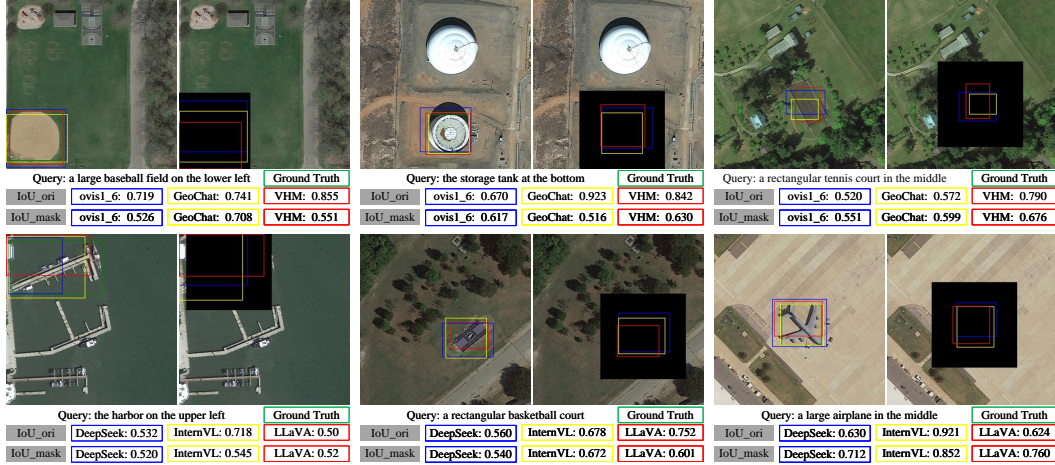 Query: a large baseball field on the lower left
Ground Truth
IoU_ori
ovis1_6: 0.719
GeoChat: 0.741
VHM: 0.855
IoU_mask
ovis1_6: 0.526
GeoChat: 0.708
VHM: 0.551
Query: the storage tank at the bottom
Ground Truth
IoU_ori
ovis1_6: 0.670
GeoChat: 0.923
VHM: 0.842
IoU_mask
ovis1_6: 0.617
GeoChat: 0.516
VHM: 0.630
Query: a rectangular tennis court in the middle
Ground Truth
IoU_ori
ovis1_6: 0.520
GeoChat: 0.572
VHM: 0.790
IoU_mask
ovis1_6: 0.551
GeoChat: 0.599
VHM: 0.676
Query: the harbor on the upper left
Ground Truth
IoU_ori
DeepSeek: 0.532
InternVL: 0.718
LLaVA: 0.50
IoU_mask
DeepSeek: 0.520
InternVL: 0.545
LLaVA: 0.52
Query: a rectangular basketball court
Ground Truth
IoU_ori
DeepSeek: 0.560
InternVL: 0.678
LLaVA: 0.752
IoU_mask
DeepSeek: 0.540
InternVL: 0.672
LLaVA: 0.601
Query: a large airplane in the middle
Ground Truth
IoU_ori
DeepSeek: 0.630
InternVL: 0.921
LLaVA: 0.624
IoU_mask
DeepSeek: 0.712
InternVL: 0.852
LLaVA: 0.760